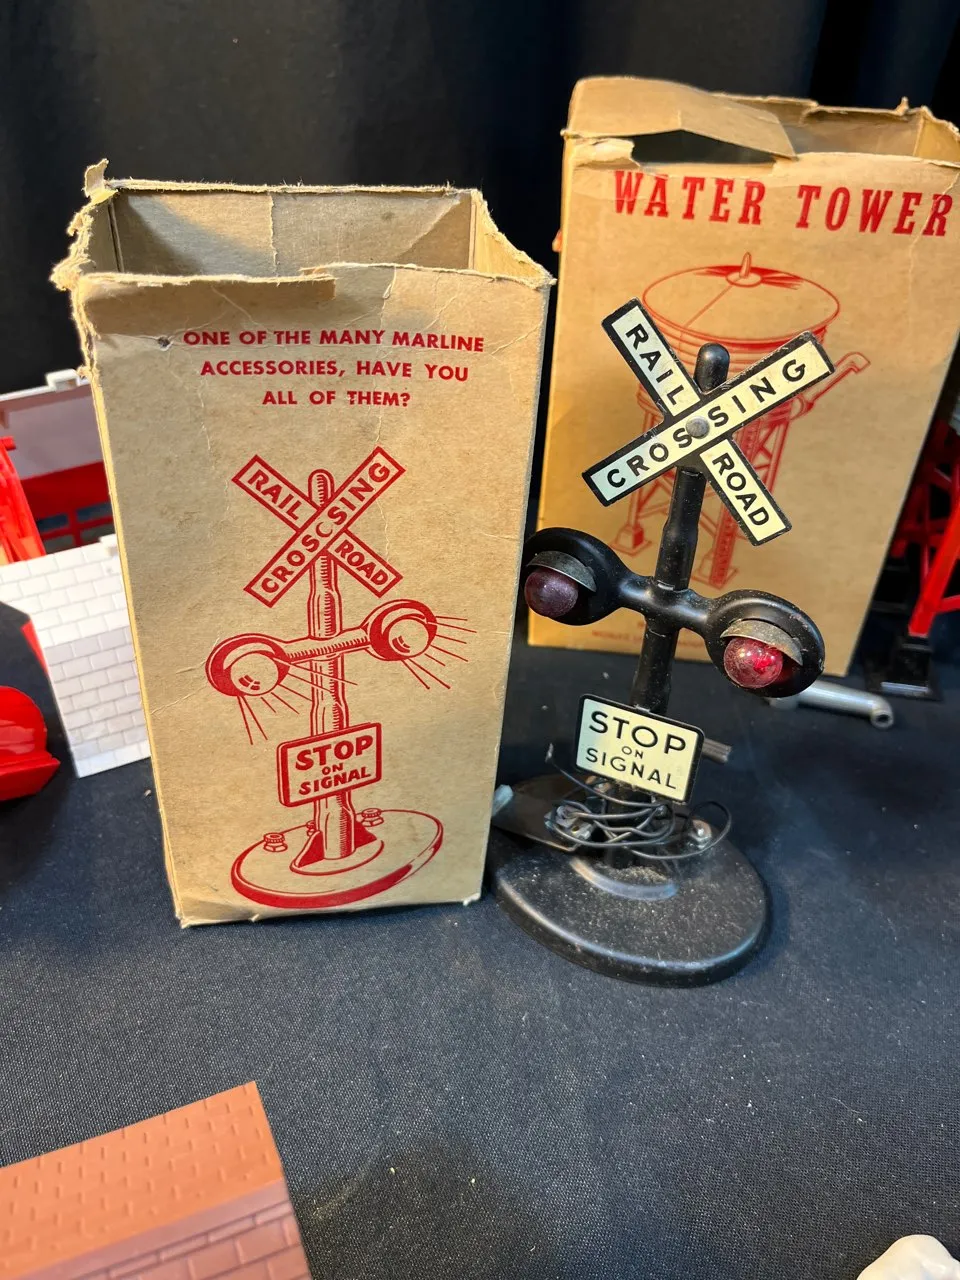 ONE OF THE MANY MARLINE
ACCESSORIES, HAVE YOU
ALL OF THEM?
RAIL
CROSSING
ROAD
STOP
ON
SIGNAL
WATER TOWER
RAIL
CROSSING
ROAD
STOP
ON
SIGNAL